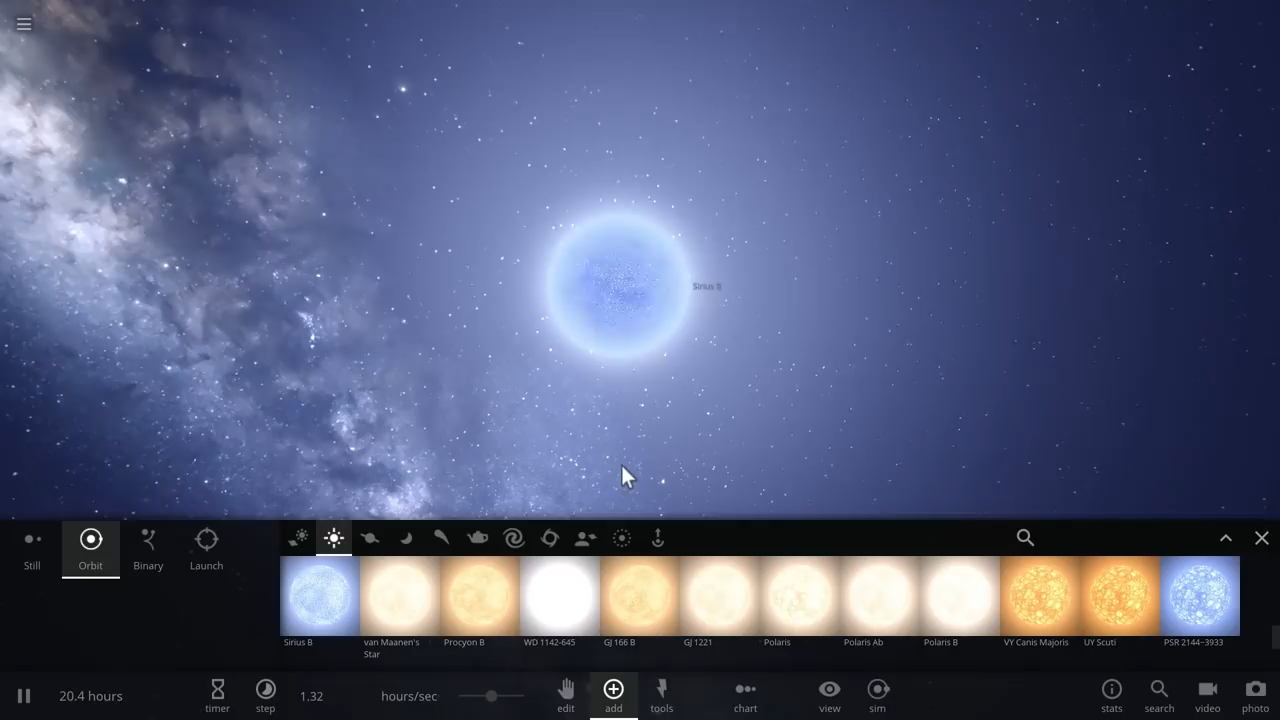 Sirius B
Still
Orbit
Binary
Launch
Sirius B
van Maanen's
Star
Procyon B
WD 1142-645
GJ 166 B
GJ 1221
Polaris
Polaris Ab
Polaris B
VY Canis Majoris
UY Scuti
PSR 2144−3933
20.4 hours
timer
step
1.32
hours/sec
edit
add
tools
chart
view
sim
stats
search
video
photo